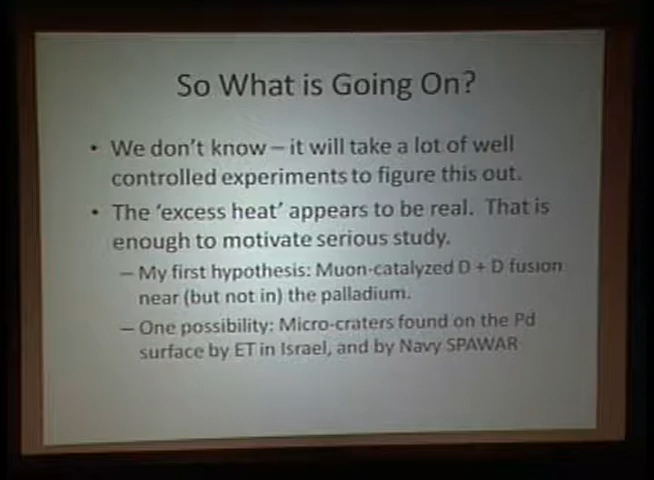 So What is Going On?
• We don't know – it will take a lot of well
controlled experiments to figure this out.
• The 'excess heat' appears to be real. That is
enough to motivate serious study.
– My first hypothesis: Muon-catalyzed D + D fusion
near (but not in) the palladium.
– One possibility: Micro-craters found on the Pd
surface by ET in Israel, and by Navy SPAWAR